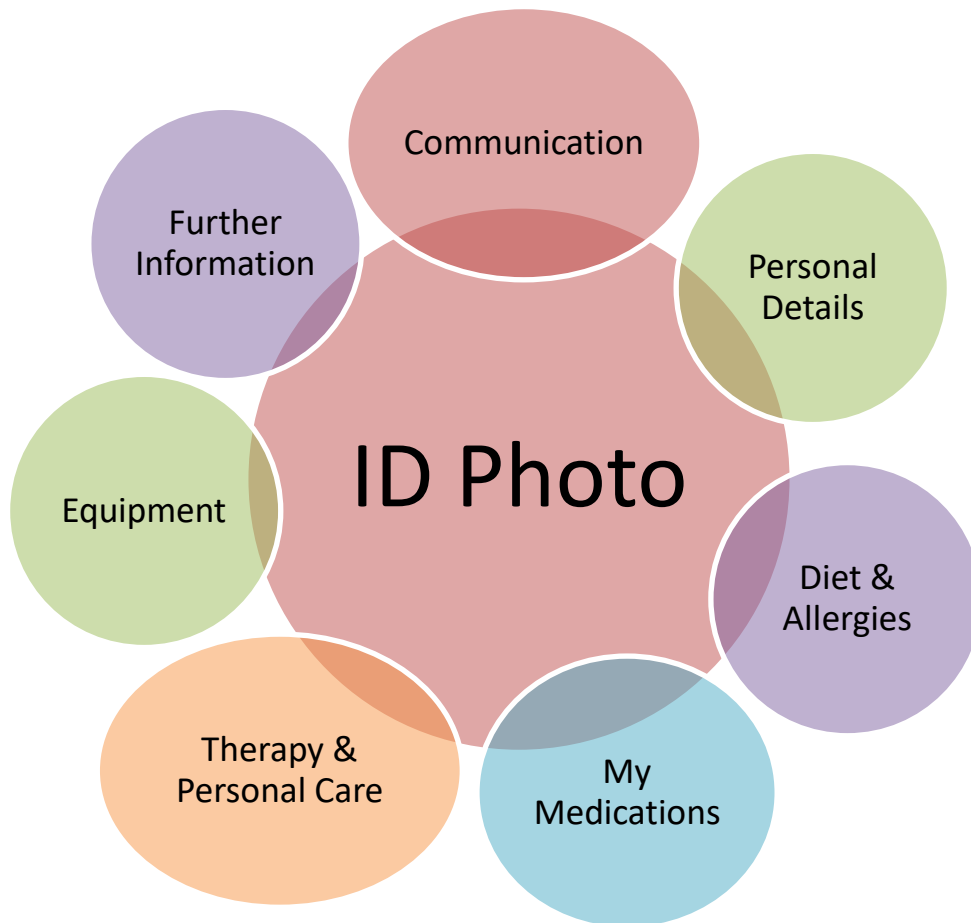 Communication
Personal
Details
Diet &
Allergies
My
Medications
Therapy &
Personal Care
Equipment
Further
Information
ID Photo